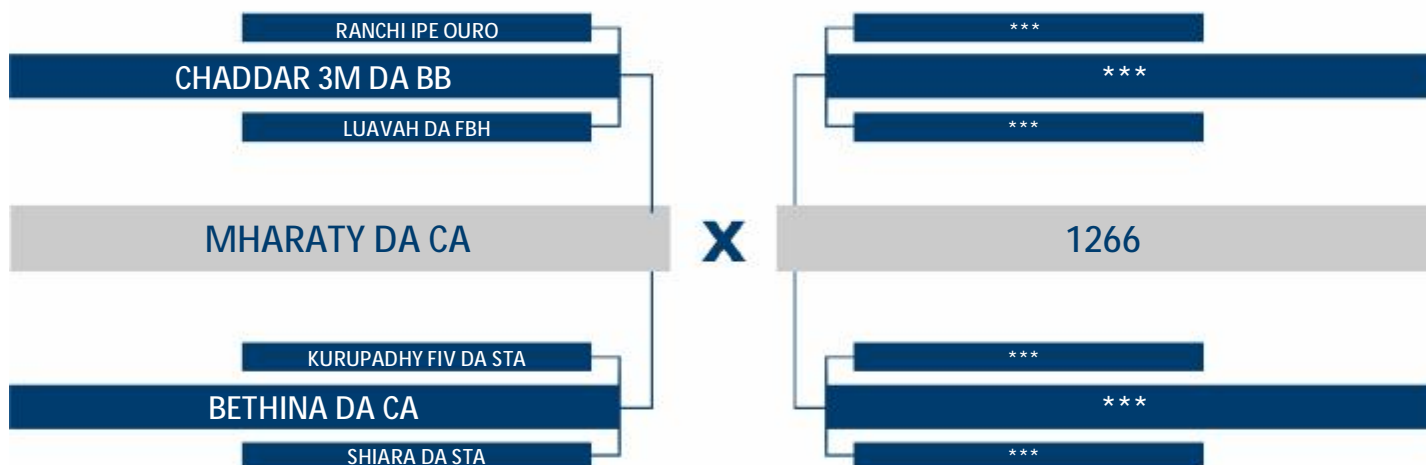 RANCHI IPE OURO
***
CHADDAR 3M DA BB
***
LUAVAH DA FBH
***
MHARATY DA CA
X
1266
KURUPADHY FIV DA STA
***
BETHINA DA CA
***
SHIARA DA STA
***